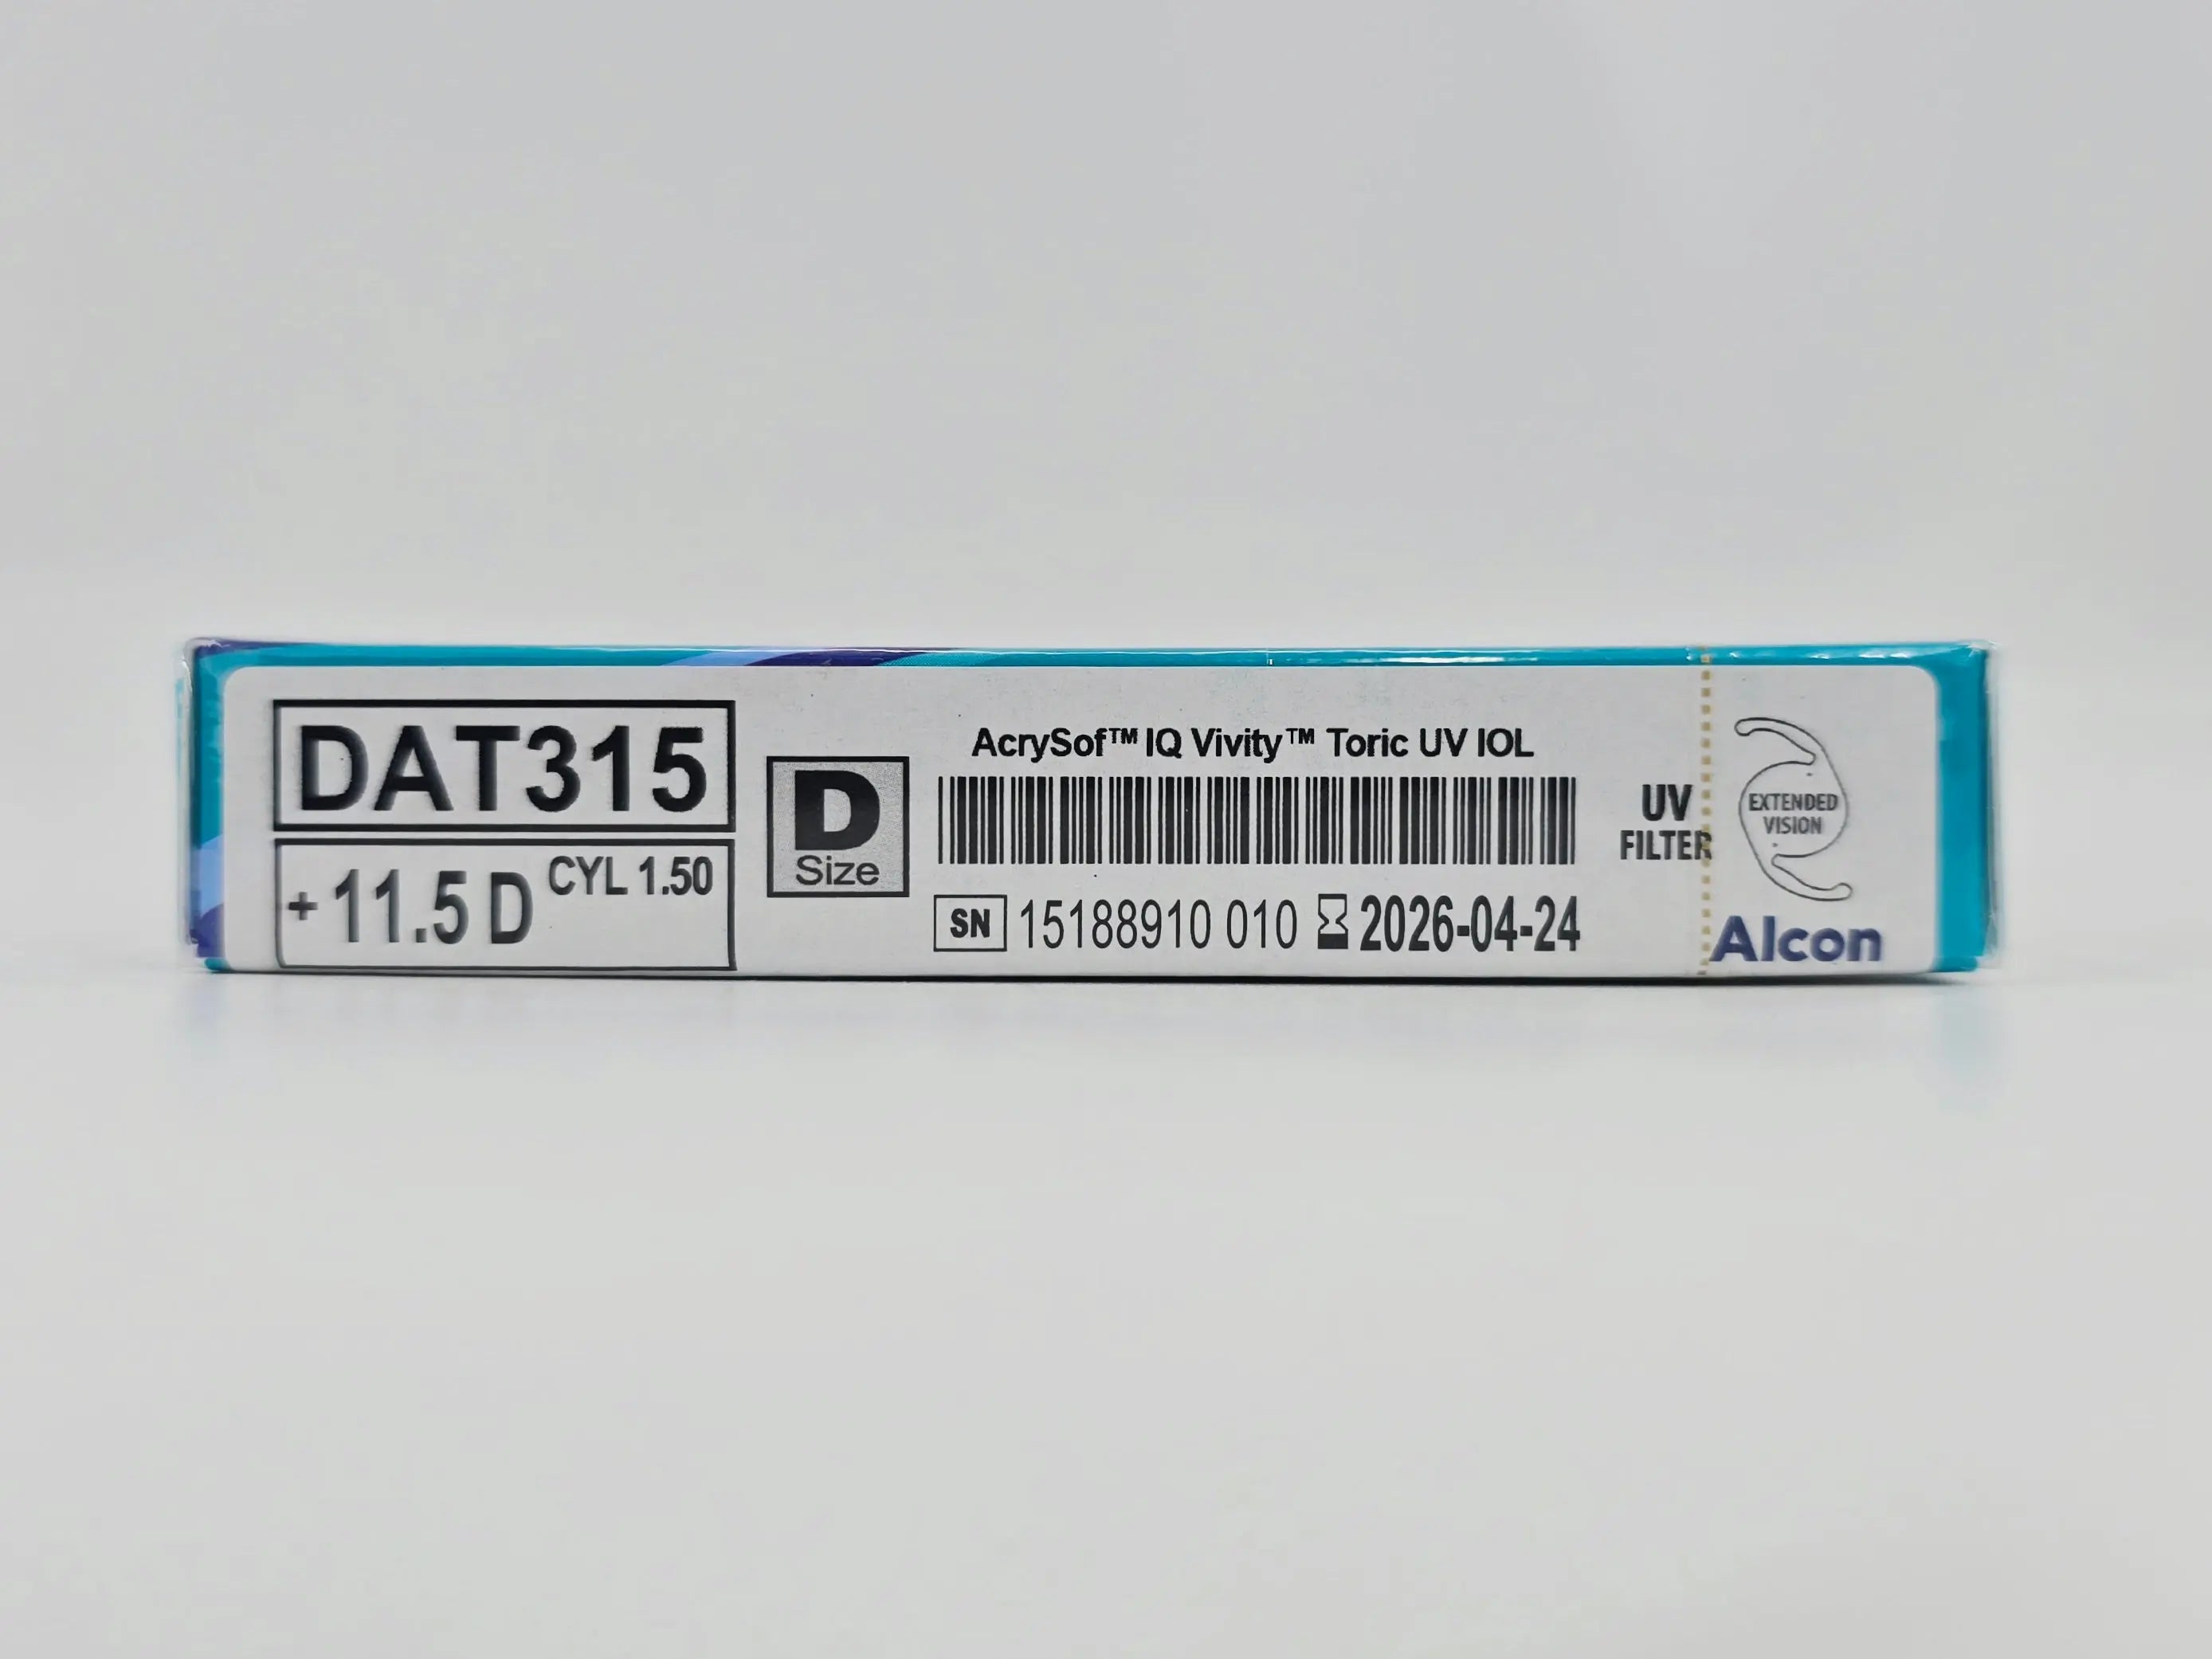 DAT315
+ 11.5 D CYL 1.50
D
Size
AcrySof™ IQ Vivity™ Toric UV IOL
SN 15188910 010 2026-04-24
UV
FILTER
EXTENDED
VISION
Alcon